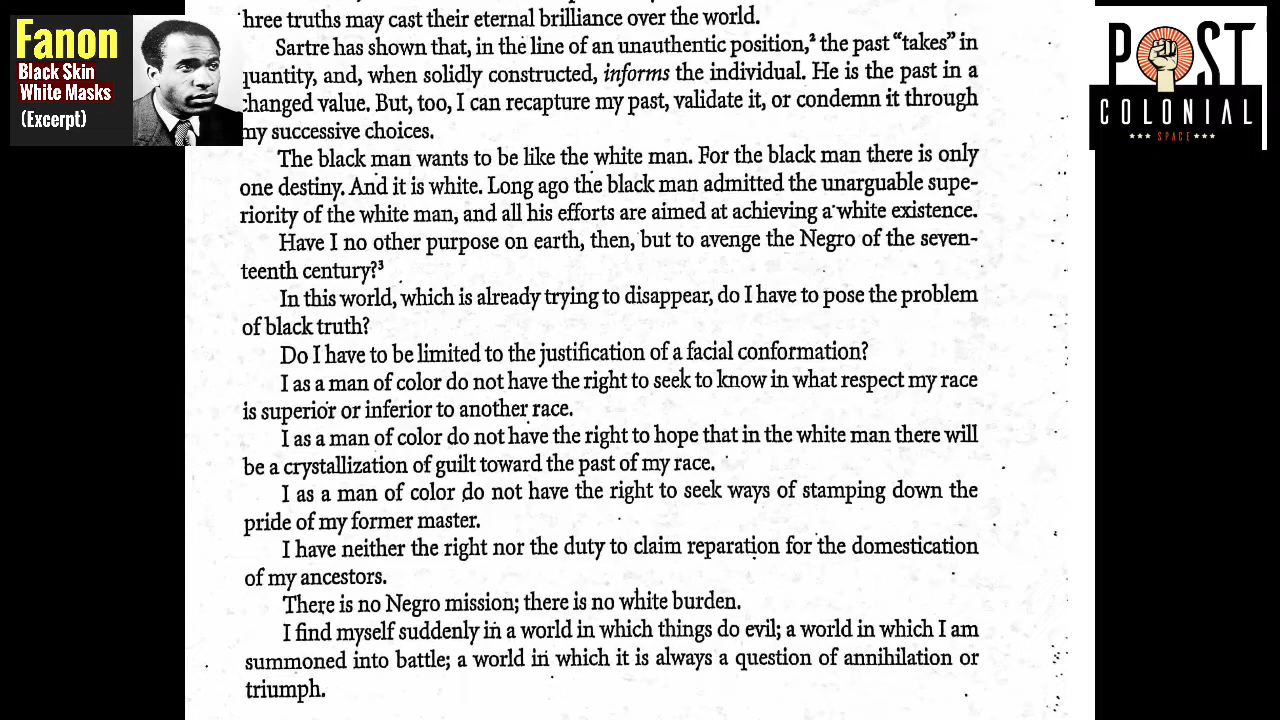 Fanon
Black Skin
White Masks
(Excerpt)
POST
COLONIAL
SPACE
hree truths may cast their eternal brilliance over the world.
Sartre has shown that, in the line of an unauthentic position,² the past “takes” in
quantity, and, when solidly constructed, informs the individual. He is the past in a
changed value. But, too, I can recapture my past, validate it, or condemn it through
my successive choices.
The black man wants to be like the white man. For the black man there is only
one destiny. And it is white. Long ago the black man admitted the unarguable supe-
riority of the white man, and all his efforts are aimed at achieving a white existence.
Have I no other purpose on earth, then, but to avenge the Negro of the seven-
teenth century?³
In this world, which is already trying to disappear, do I have to pose the problem
of black truth?
Do I have to be limited to the justification of a facial conformation?
I as a man of color do not have the right to seek to know in what respect my race
is superior or inferior to another race.
I as a man of color do not have the right to hope that in the white man there will
be a crystallization of guilt toward the past of my race.
I as a man of color do not have the right to seek ways of stamping down the
pride of my former master.
I have neither the right nor the duty to claim reparation for the domestication
of my ancestors.
There is no Negro mission; there is no white burden.
I find myself suddenly in a world in which things do evil; a world in which I am
summoned into battle; a world in which it is always a question of annihilation or
triumph.